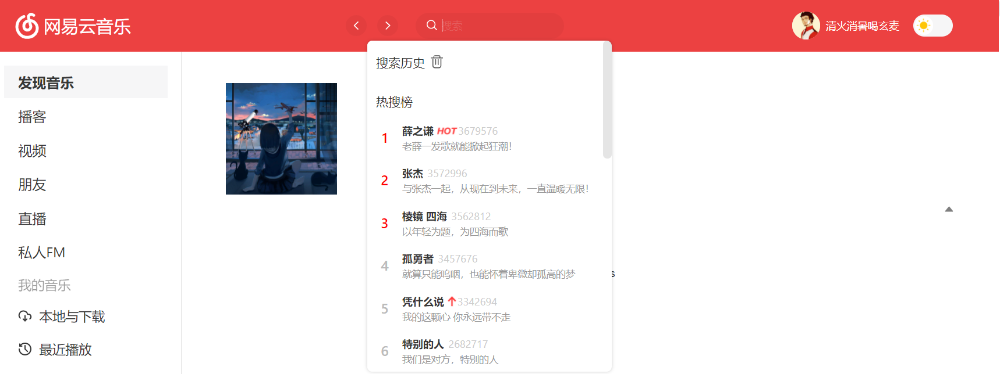 网易云音乐
搜索
清火消暑喝玄麦
发现音乐
播客
视频
朋友
直播
私人FM
我的音乐
本地与下载
最近播放
搜索历史
热搜榜
1 薛之谦 HOT 3679576
老薛一发歌就能掀起狂潮！
2 张杰 3572996
与张杰一起，从现在到未来，一直温暖无限！
3 棱镜 四海 3562812
以年轻为题，为四海而歌
4 孤勇者 3457676
就算只能呜咽，也能怀着卑微却孤高的梦
5 凭什么说 3342694
我的这颗心 你永远带不走
6 特别的人 2682717
我们是对方，特别的人
s